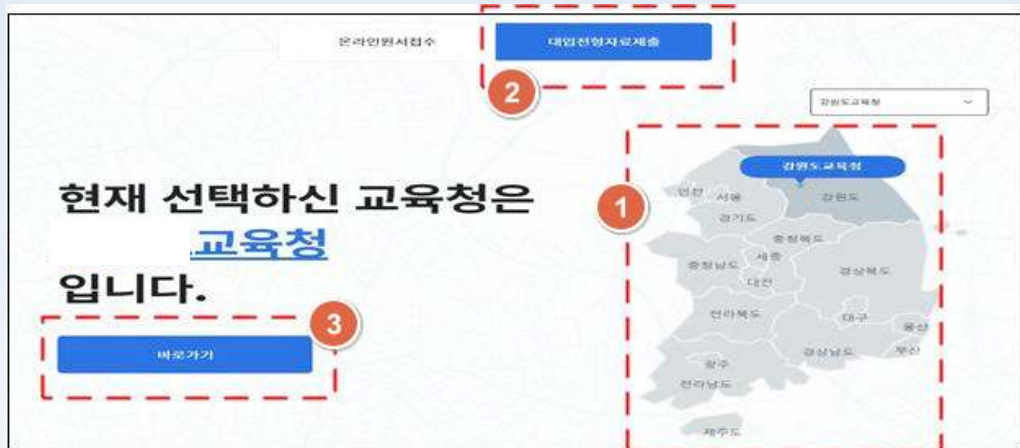 온라인원서접수
대입전형자료제출
2
강원도교육청
현재 선택하신 교육청은
교육청
입니다.
3
바로가기
1
강원도교육청
인천 서울 강원도
경기도
충청북도
충청남도 세종
대전 경상북도
전라북도 대구 울산
경상남도 부산
광주
전라남도
제주도